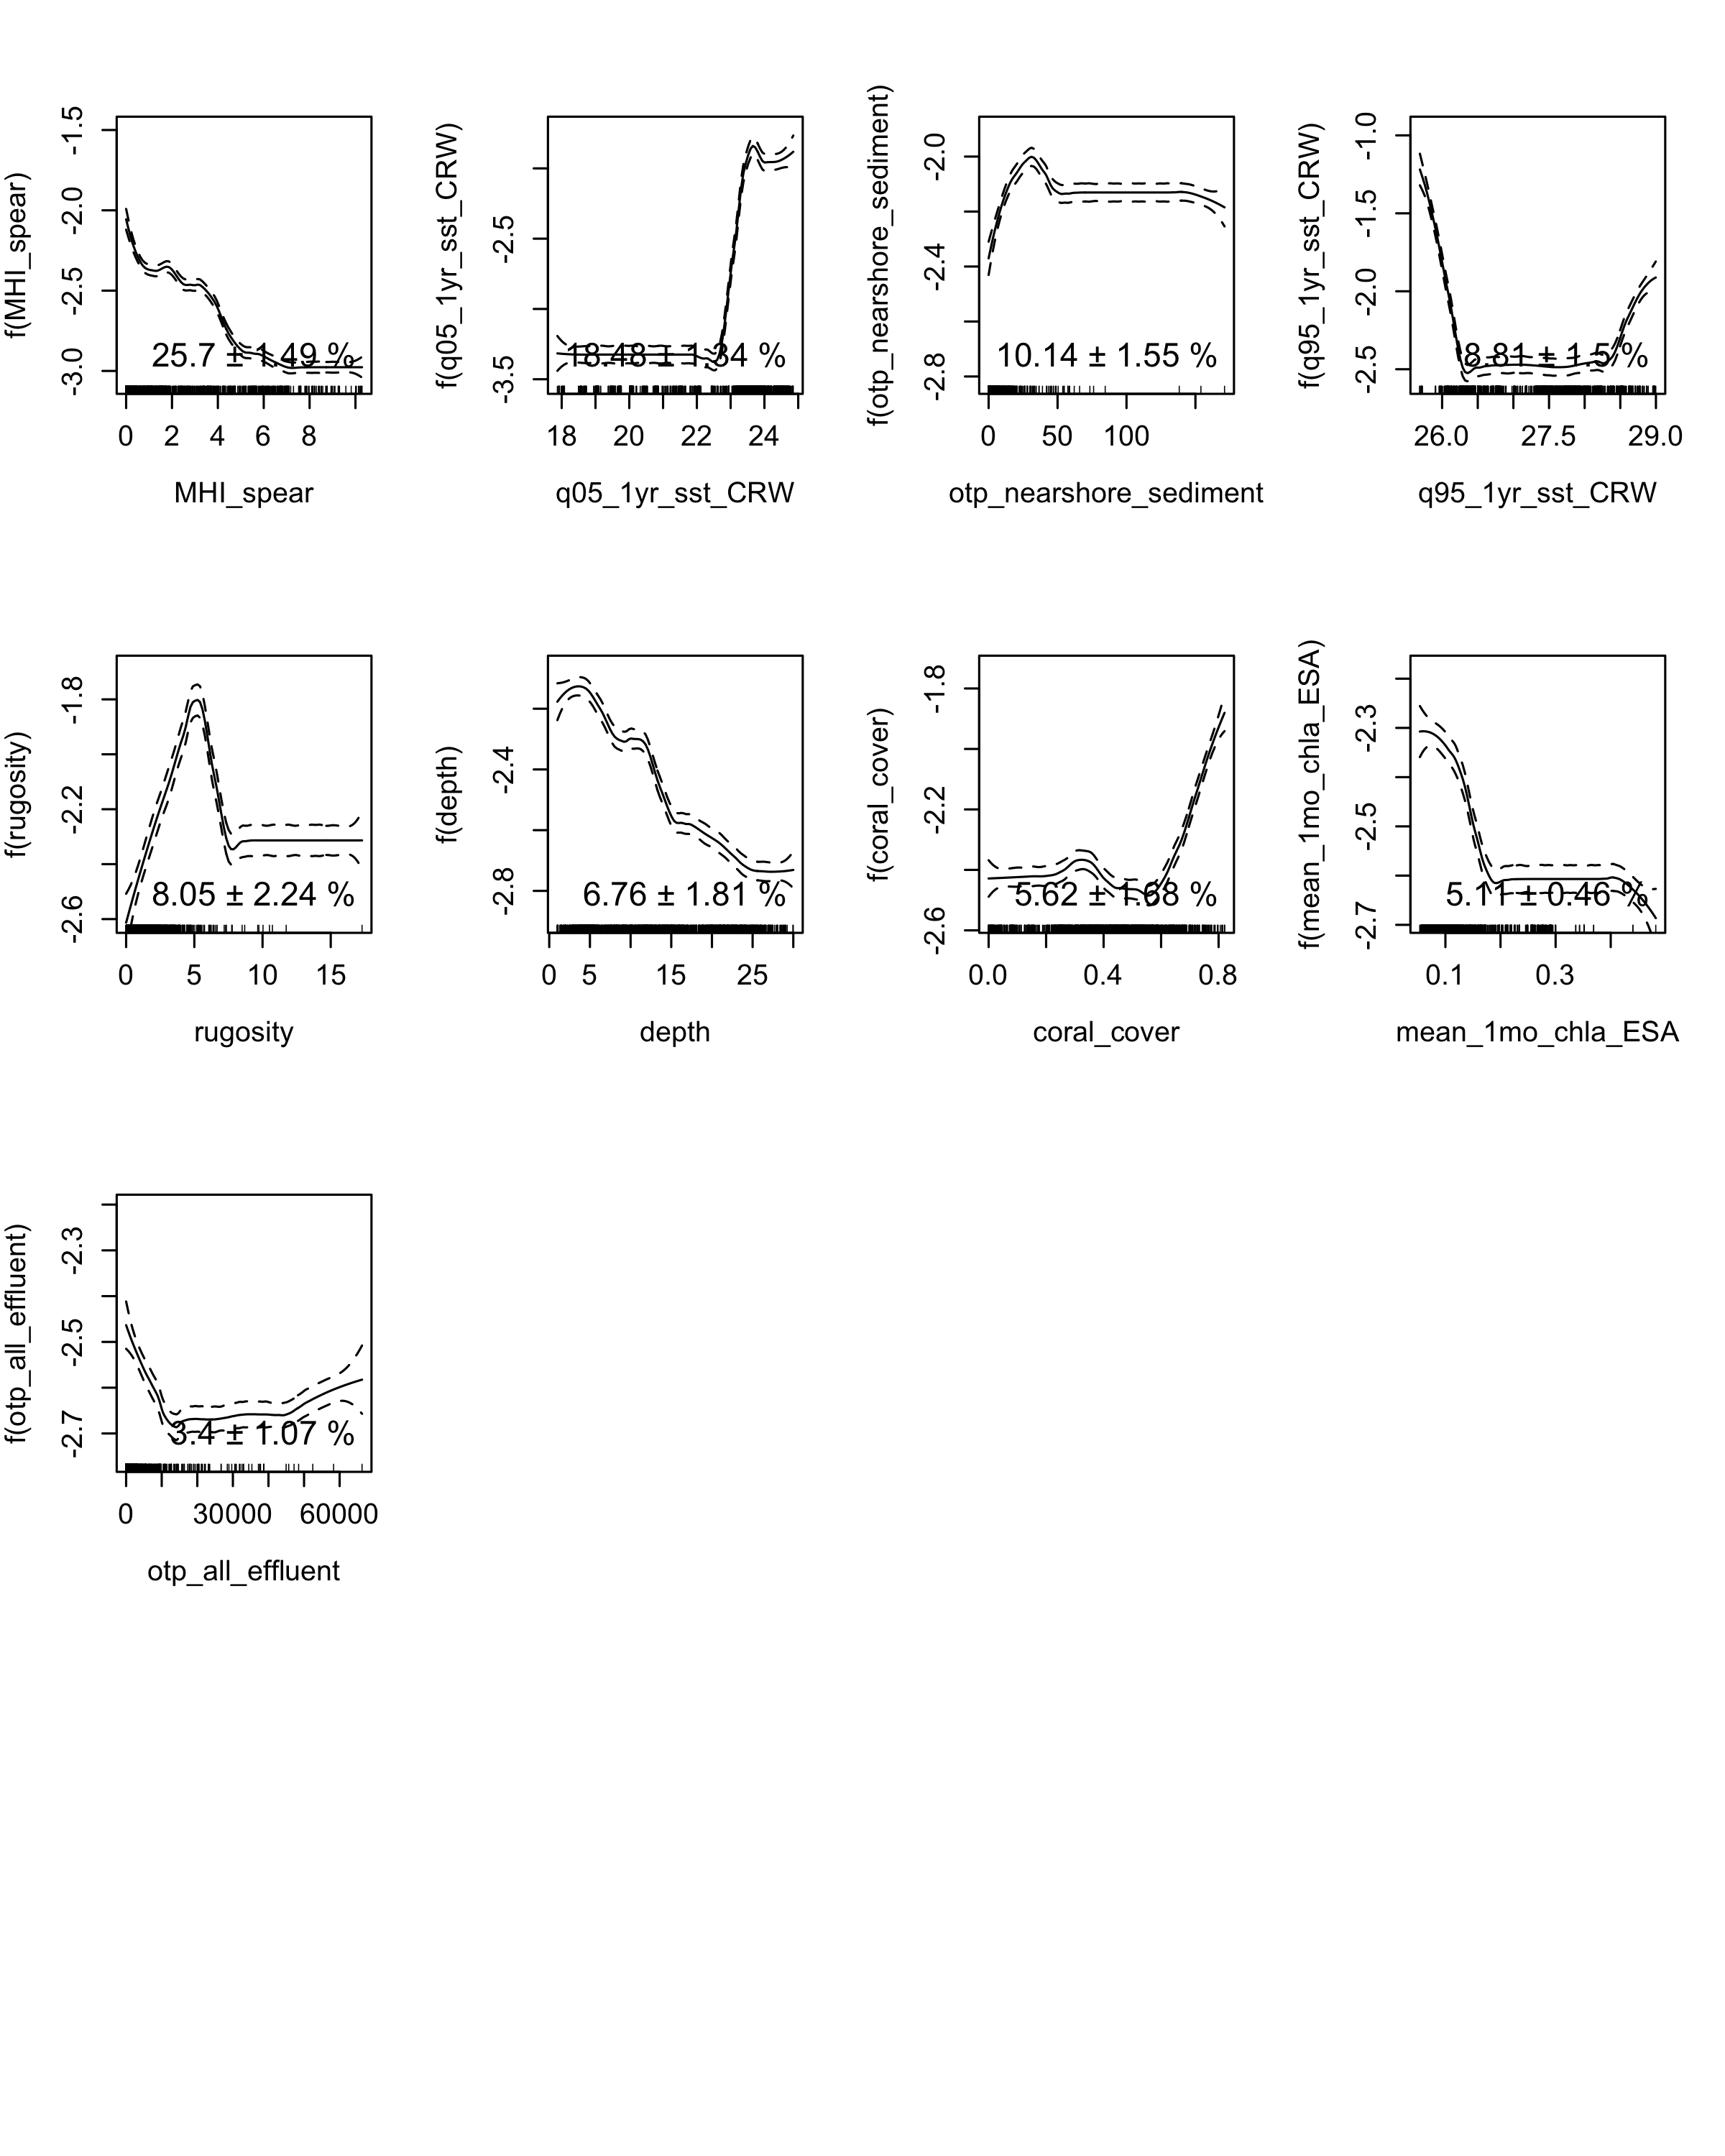 f(MHI_spear)
-1.5
-2.0
-2.5
-3.0
25.7 ± 1.49 %
0 2 4 6 8
MHI_spear
f(q05_1yr_sst_CRW)
-2.5
-3.5
18.48 ± 1.34 %
18 20 22 24
q05_1yr_sst_CRW
f(otp_nearshore_sediment)
-2.0
-2.4
-2.8
10.14 ± 1.55 %
0 50 100
otp_nearshore_sediment
f(q95_1yr_sst_CRW)
-1.0
-1.5
-2.0
-2.5
8.81 ± 1.5 %
26.0 27.5 29.0
q95_1yr_sst_CRW
f(rugosity)
-1.8
-2.2
-2.6
8.05 ± 2.24 %
0 5 10 15
rugosity
f(depth)
-2.4
-2.8
6.76 ± 1.81 %
0 5 15 25
depth
f(coral_cover)
-1.8
-2.2
-2.6
5.62 ± 1.68 %
0.0 0.4 0.8
coral_cover
f(mean_1mo_chla_ESA)
-2.3
-2.5
-2.7
5.11 ± 0.46 %
0.1 0.3
mean_1mo_chla_ESA
f(otp_all_effluent)
-2.3
-2.5
-2.7
3.4 ± 1.07 %
0 30000 60000
otp_all_effluent